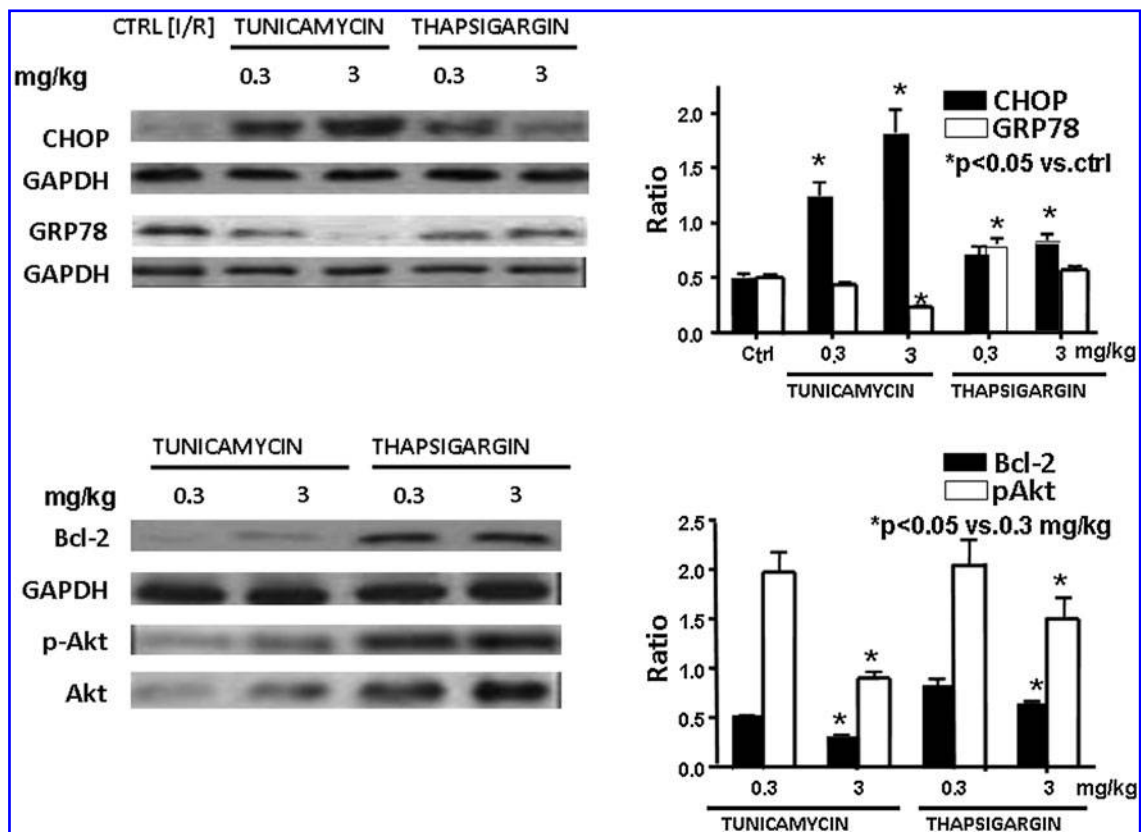 CTRL [I/R] TUNICAMYCIN THAPSIGARGIN
mg/kg 0.3 3 0.3 3
CHOP
GAPDH
GRP78
GAPDH
CHOP
GRP78
*p<0.05 vs.ctrl
Ratio
2.0
1.5
1.0
0.5
0.0
* * * * *
Ctrl 0.3 3 0.3 3 mg/kg
TUNICAMYCIN THAPSIGARGIN
TUNICAMYCIN THAPSIGARGIN
mg/kg 0.3 3 0.3 3
Bcl-2
GAPDH
p-Akt
Akt
Bcl-2
pAkt
*p<0.05 vs.0.3 mg/kg
Ratio
2.5
2.0
1.5
1.0
0.5
0.0
* * * *
0.3 3 0.3 3 mg/kg
TUNICAMYCIN THAPSIGARGIN